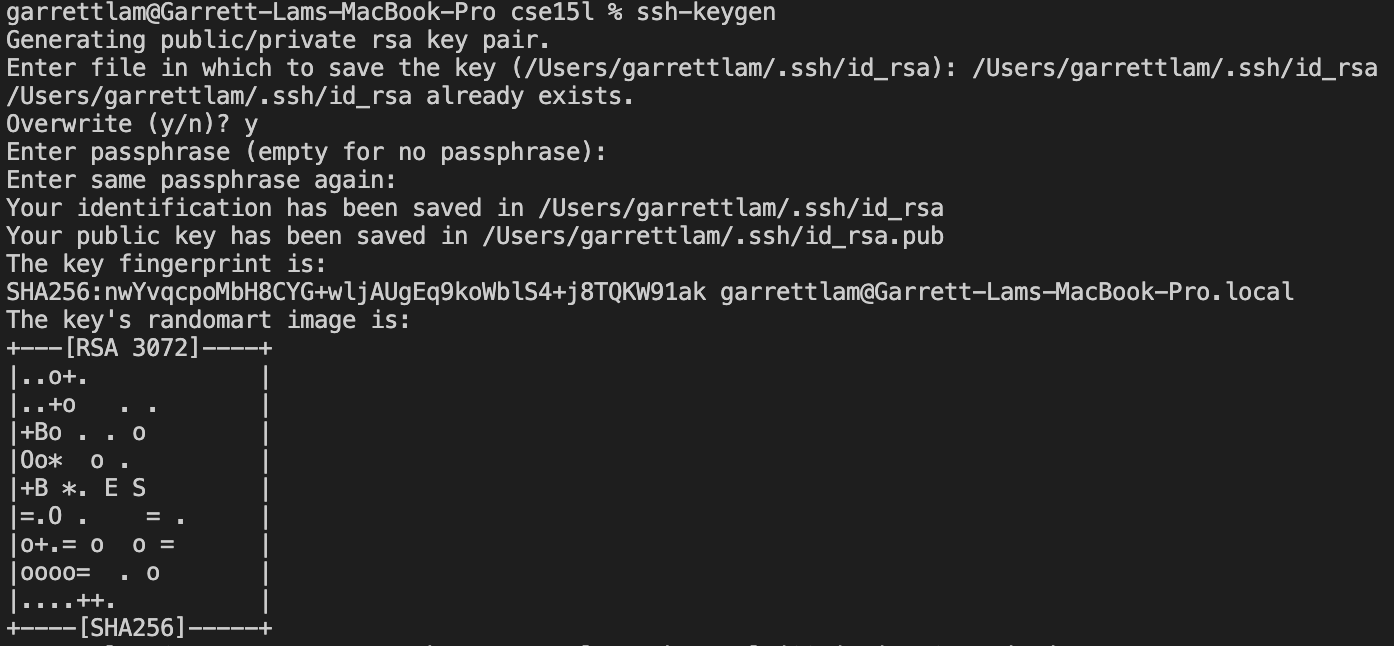 garrettlam@Garrett-Lams-MacBook-Pro cse15l % ssh-keygen
Generating public/private rsa key pair.
Enter file in which to save the key (/Users/garrettlam/.ssh/id_rsa): /Users/garrettlam/.ssh/id_rsa
/Users/garrettlam/.ssh/id_rsa already exists.
Overwrite (y/n)? y
Enter passphrase (empty for no passphrase):
Enter same passphrase again:
Your identification has been saved in /Users/garrettlam/.ssh/id_rsa
Your public key has been saved in /Users/garrettlam/.ssh/id_rsa.pub
The key fingerprint is:
SHA256:nwYvqcpoMbH8CYG+wljAUgEq9koWblS4+j8TQKW91ak garrettlam@Garrett-Lams-MacBook-Pro.local
The key's randomart image is:
+---[RSA 3072]----+
|..o+.            |
|..+o   . .       |
|+Bo . . o        |
|Oo*  o .         |
|+B *. E S        |
|=.O .    = .     |
|o+.= o  o =      |
|oooo=  . o       |
|....++.          |
+----[SHA256]-----+